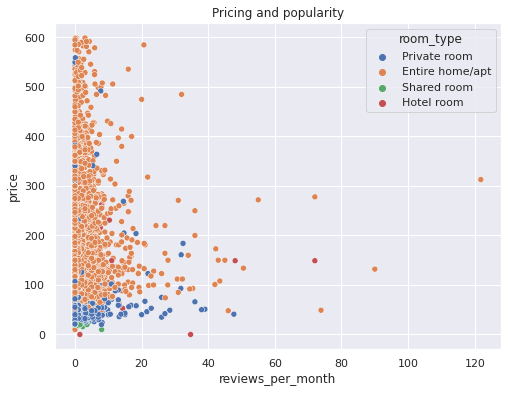 Pricing and popularity
room_type
Private room
Entire home/apt
Shared room
Hotel room
price
600
500
400
300
200
100
0
0 20 40 60 80 100 120
reviews_per_month